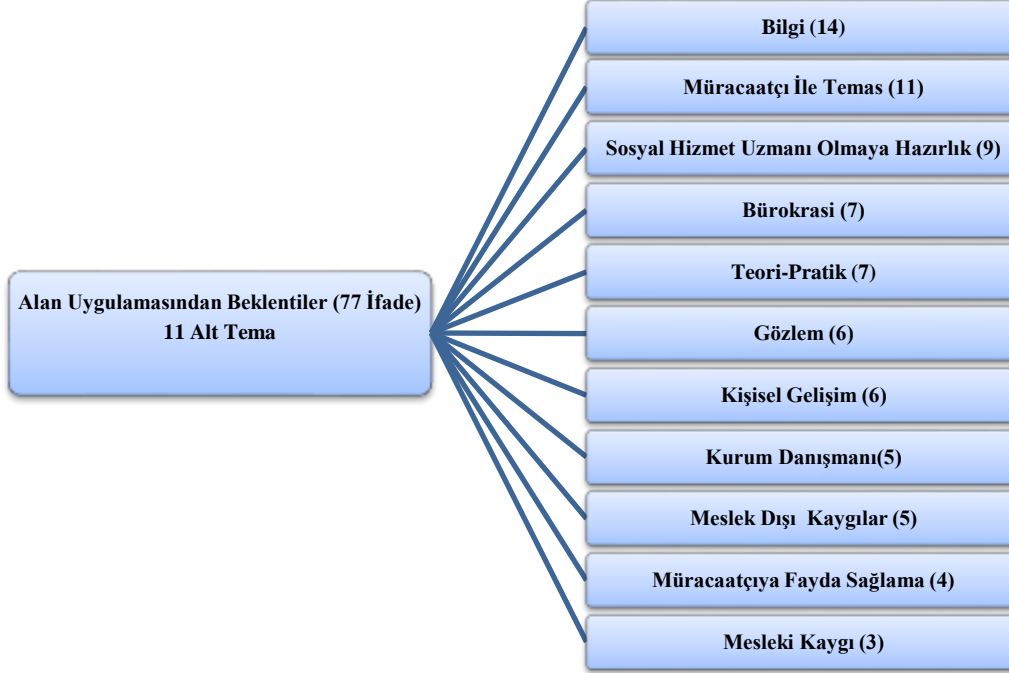 Alan Uygulamasından Beklentiler (77 İfade)
11 Alt Tema
Bilgi (14)
Müracaatçı İle Temas (11)
Sosyal Hizmet Uzmanı Olmaya Hazırlık (9)
Bürokrasi (7)
Teori-Pratik (7)
Gözlem (6)
Kişisel Gelişim (6)
Kurum Danışmanı(5)
Meslek Dışı Kaygılar (5)
Müracaatçıya Fayda Sağlama (4)
Mesleki Kaygı (3)